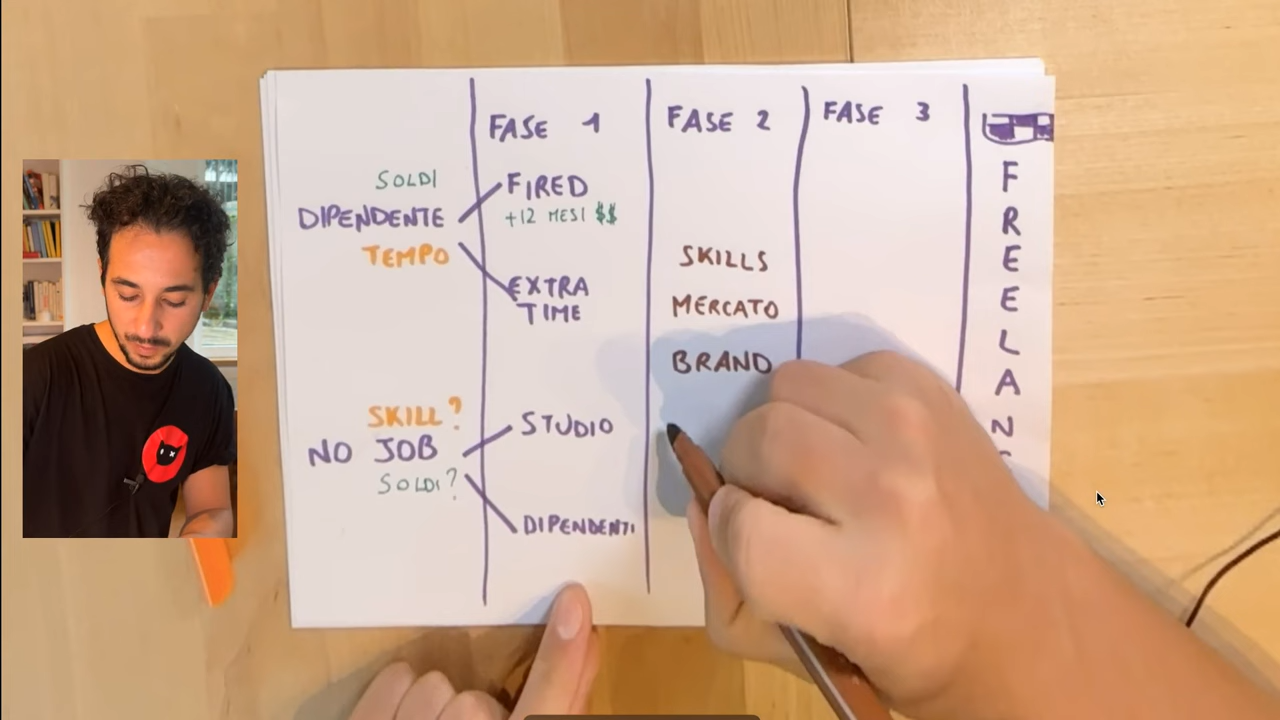 FASE 1
FASE 2
FASE 3
SOLDI
DIPENDENTE
TEMPO
FIRED
+12 MESI $$
EXTRA
TIME
SKILL?
NO JOB
SOLDI?
STUDIO
DIPENDENTI
SKILLS
MERCATO
BRAND
F
R
E
E
L
A
N